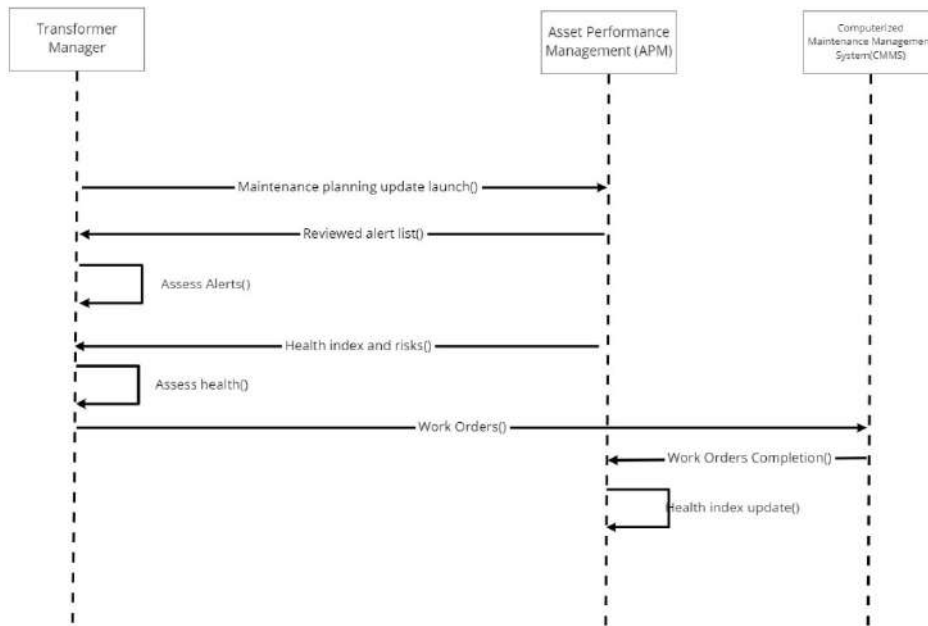 Transformer
Manager
Asset Performance
Management (APM)
Computerized
Maintenance Management
System(CMMS)
Maintenance planning update launch()
Reviewed alert list()
Assess Alerts()
Health index and risks()
Assess health()
Work Orders()
Work Orders Completion()
Health index update()